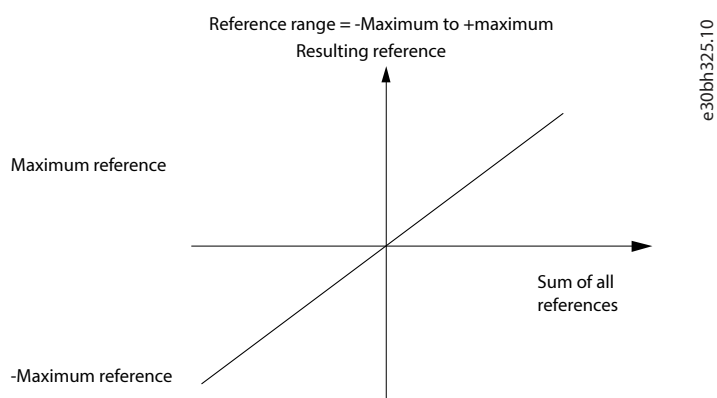 Reference range = -Maximum to +maximum
Resulting reference
e30bh325.10
Maximum reference
Sum of all
references
-Maximum reference